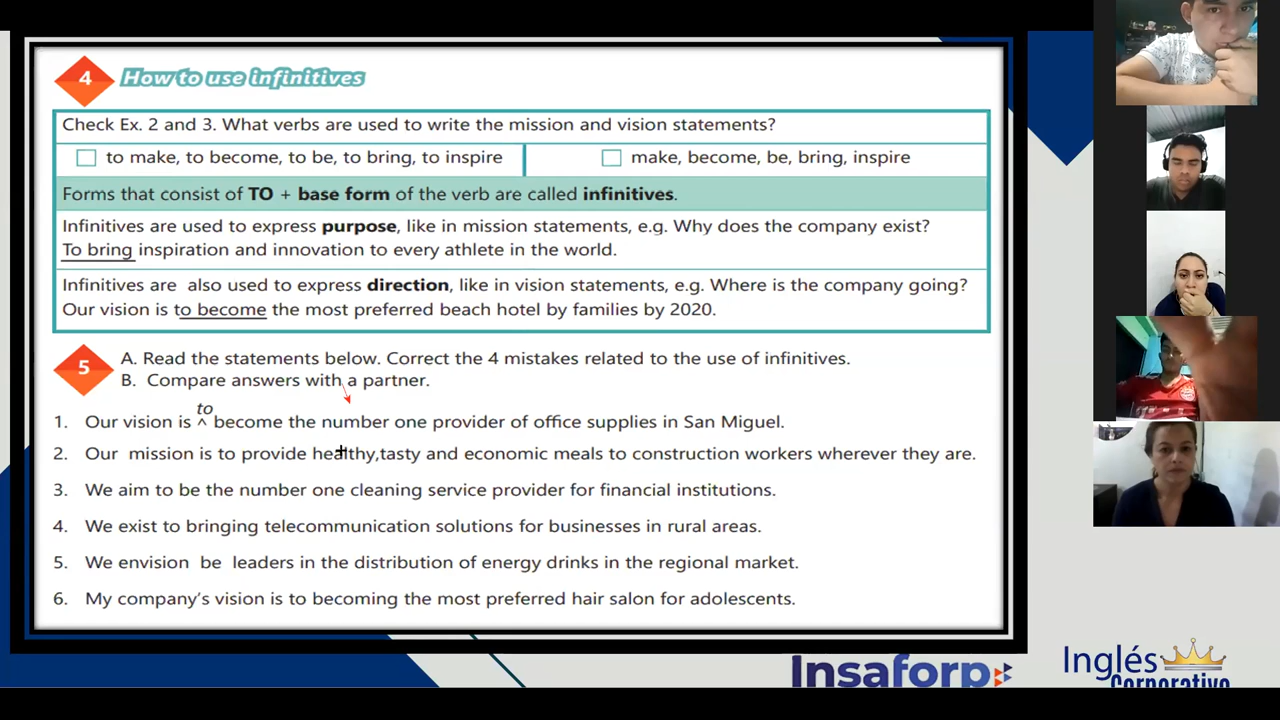 4 How to use infinitives
Check Ex. 2 and 3. What verbs are used to write the mission and vision statements?
to make, to become, to be, to bring, to inspire
make, become, be, bring, inspire
Forms that consist of TO + base form of the verb are called infinitives.
Infinitives are used to express purpose, like in mission statements, e.g. Why does the company exist?
To bring inspiration and innovation to every athlete in the world.
Infinitives are also used to express direction, like in vision statements, e.g. Where is the company going?
Our vision is to become the most preferred beach hotel by families by 2020.
5 A. Read the statements below. Correct the 4 mistakes related to the use of infinitives.
B. Compare answers with a partner.
to
1. Our vision is ^ become the number one provider of office supplies in San Miguel.
2. Our mission is to provide healthy,tasty and economic meals to construction workers wherever they are.
3. We aim to be the number one cleaning service provider for financial institutions.
4. We exist to bringing telecommunication solutions for businesses in rural areas.
5. We envision be leaders in the distribution of energy drinks in the regional market.
6. My company's vision is to becoming the most preferred hair salon for adolescents.
Insaforp
Inglés
Corporativo